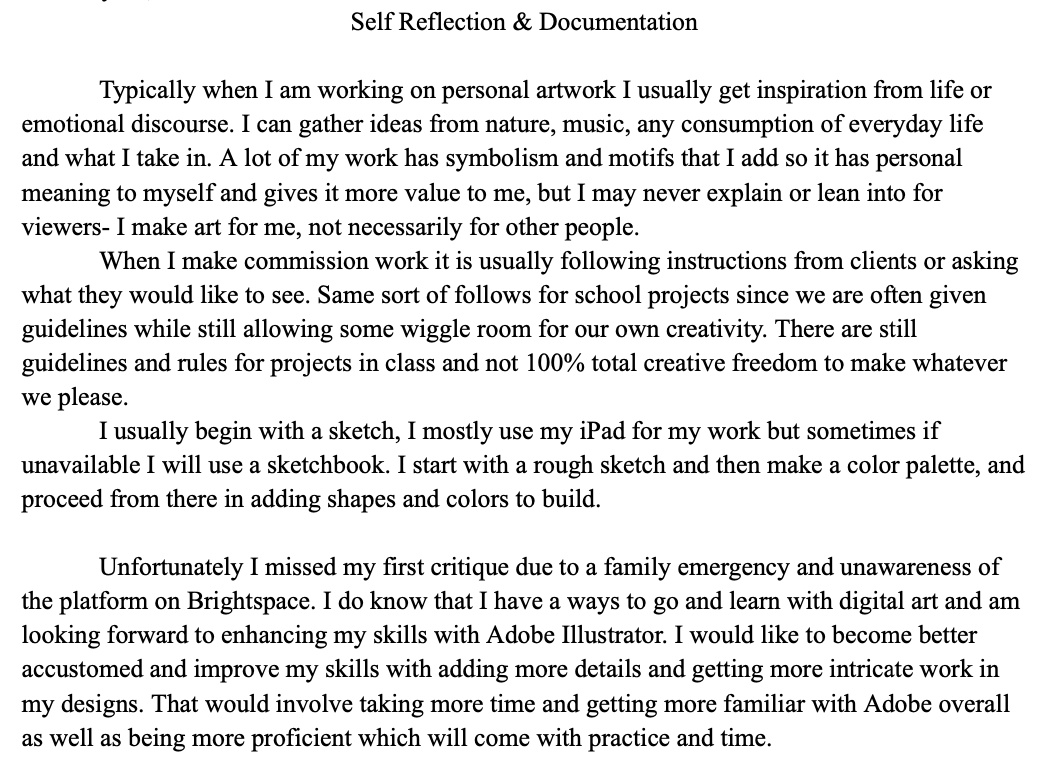 Self Reflection & Documentation
Typically when I am working on personal artwork I usually get inspiration from life or
emotional discourse. I can gather ideas from nature, music, any consumption of everyday life
and what I take in. A lot of my work has symbolism and motifs that I add so it has personal
meaning to myself and gives it more value to me, but I may never explain or lean into for
viewers- I make art for me, not necessarily for other people.
When I make commission work it is usually following instructions from clients or asking
what they would like to see. Same sort of follows for school projects since we are often given
guidelines while still allowing some wiggle room for our own creativity. There are still
guidelines and rules for projects in class and not 100% total creative freedom to make whatever
we please.
I usually begin with a sketch, I mostly use my iPad for my work but sometimes if
unavailable I will use a sketchbook. I start with a rough sketch and then make a color palette, and
proceed from there in adding shapes and colors to build.
Unfortunately I missed my first critique due to a family emergency and unawareness of
the platform on Brightspace. I do know that I have a ways to go and learn with digital art and am
looking forward to enhancing my skills with Adobe Illustrator. I would like to become better
accustomed and improve my skills with adding more details and getting more intricate work in
my designs. That would involve taking more time and getting more familiar with Adobe overall
as well as being more proficient which will come with practice and time.